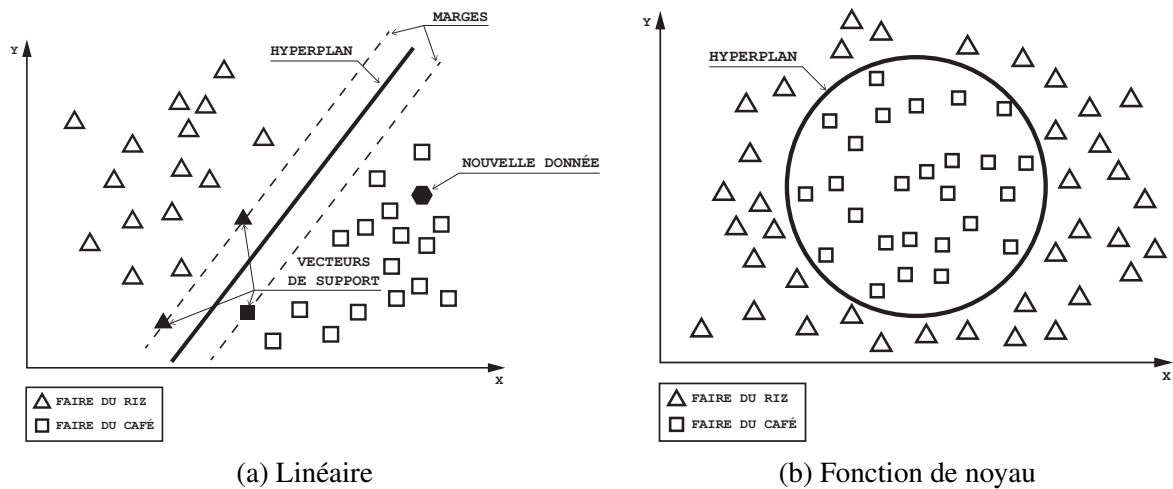 MARGES
Y
HYPERPLAN
NOUVELLE DONNÉE
VECTEURS
DE SUPPORT
X
FAIRE DU RIZ
FAIRE DU CAFÉ
(a) Linéaire
Y
HYPERPLAN
X
FAIRE DU RIZ
FAIRE DU CAFÉ
(b) Fonction de noyau